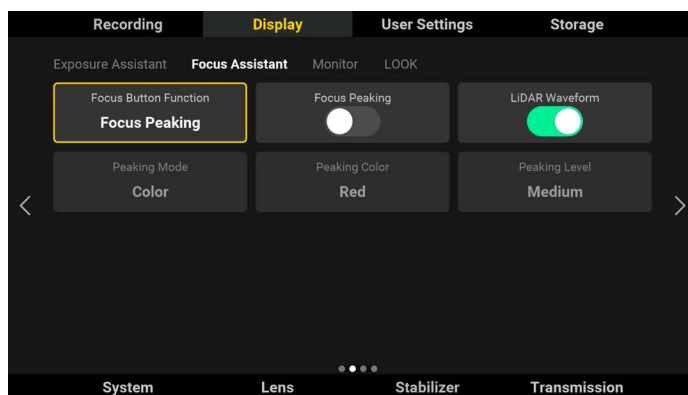 Recording Display User Settings Storage
Exposure Assistant Focus Assistant Monitor LOOK
Focus Button Function Focus Peaking LiDAR Waveform
Focus Peaking
Peaking Mode Peaking Color Peaking Level
Color Red Medium
System Lens Stabilizer Transmission